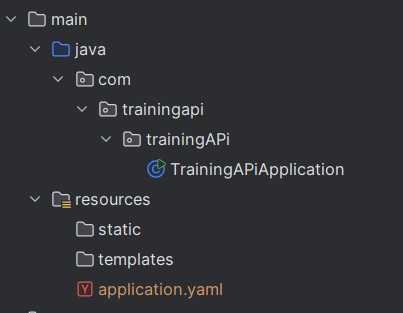 main
java
com
trainingapi
trainingAPi
TrainingAPiApplication
resources
static
templates
application.yaml